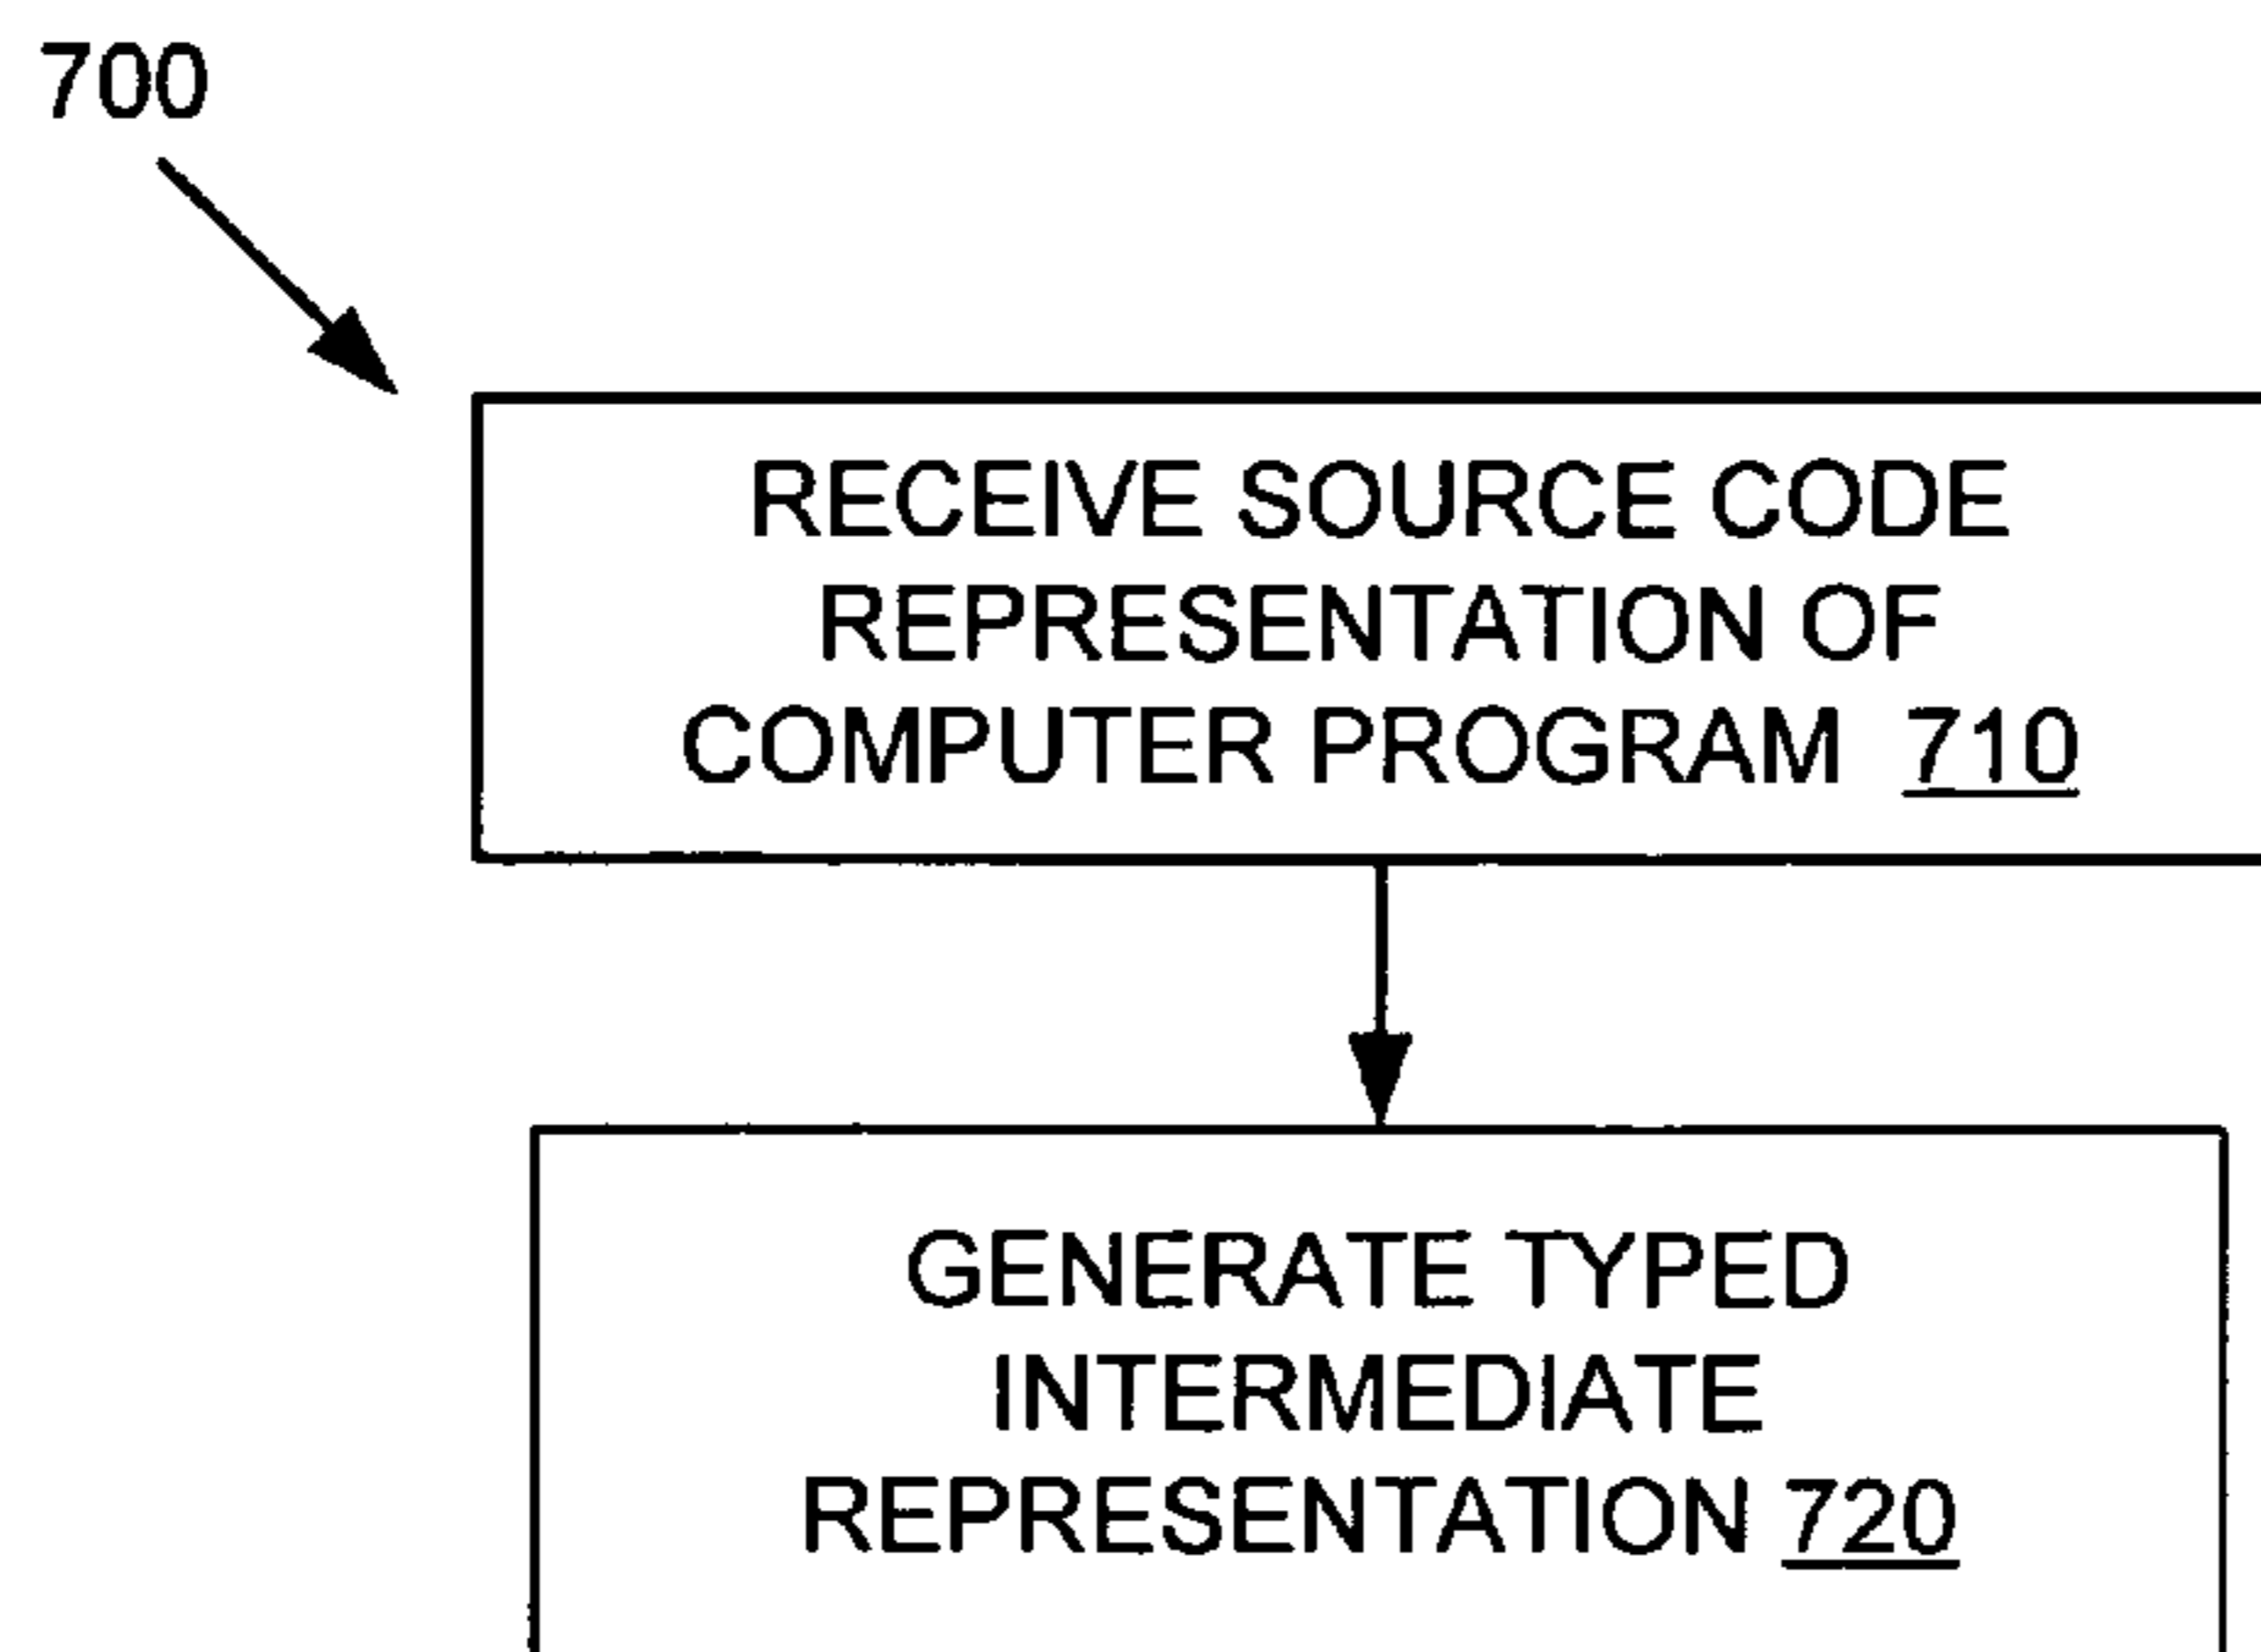 700
RECEIVE SOURCE CODE
REPRESENTATION OF
COMPUTER PROGRAM 710
GENERATE TYPED
INTERMEDIATE
REPRESENTATION 720